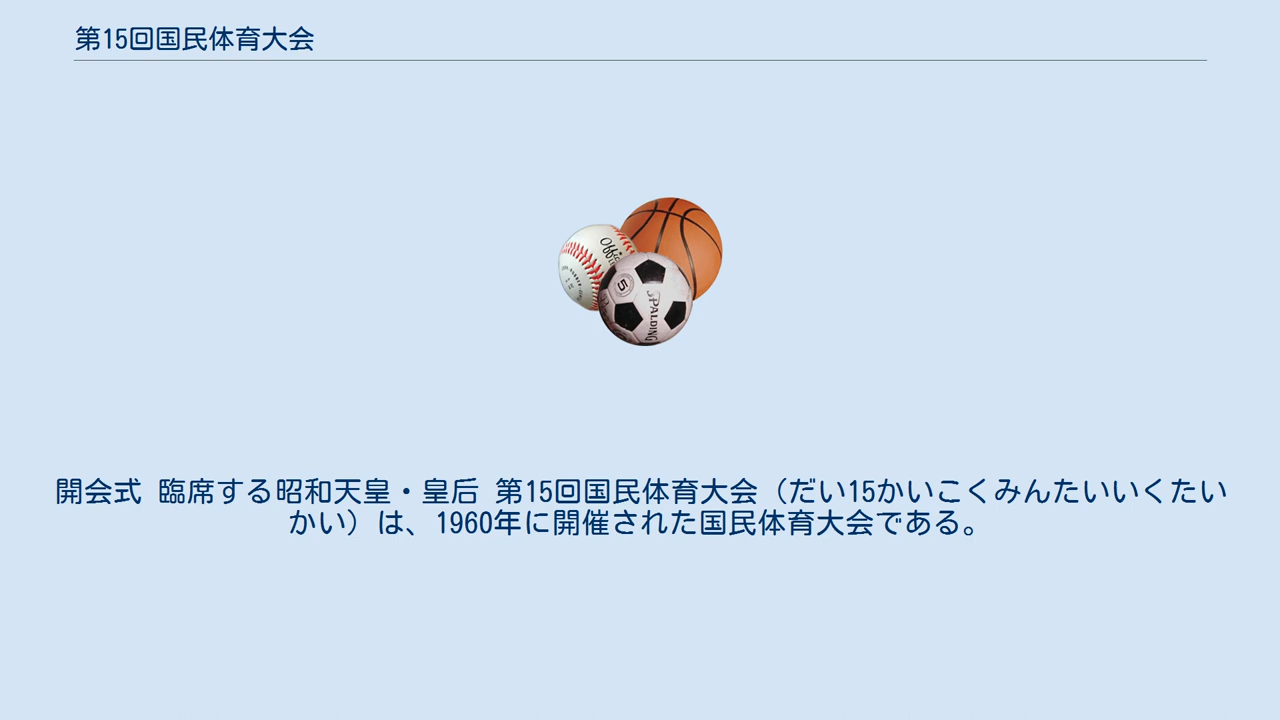 第15回国民体育大会
Offic
5
SPALDING
開会式 臨席する昭和天皇・皇后 第15回国民体育大会（だい15かいこくみんたいいくたい
かい）は、1960年に開催された国民体育大会である。